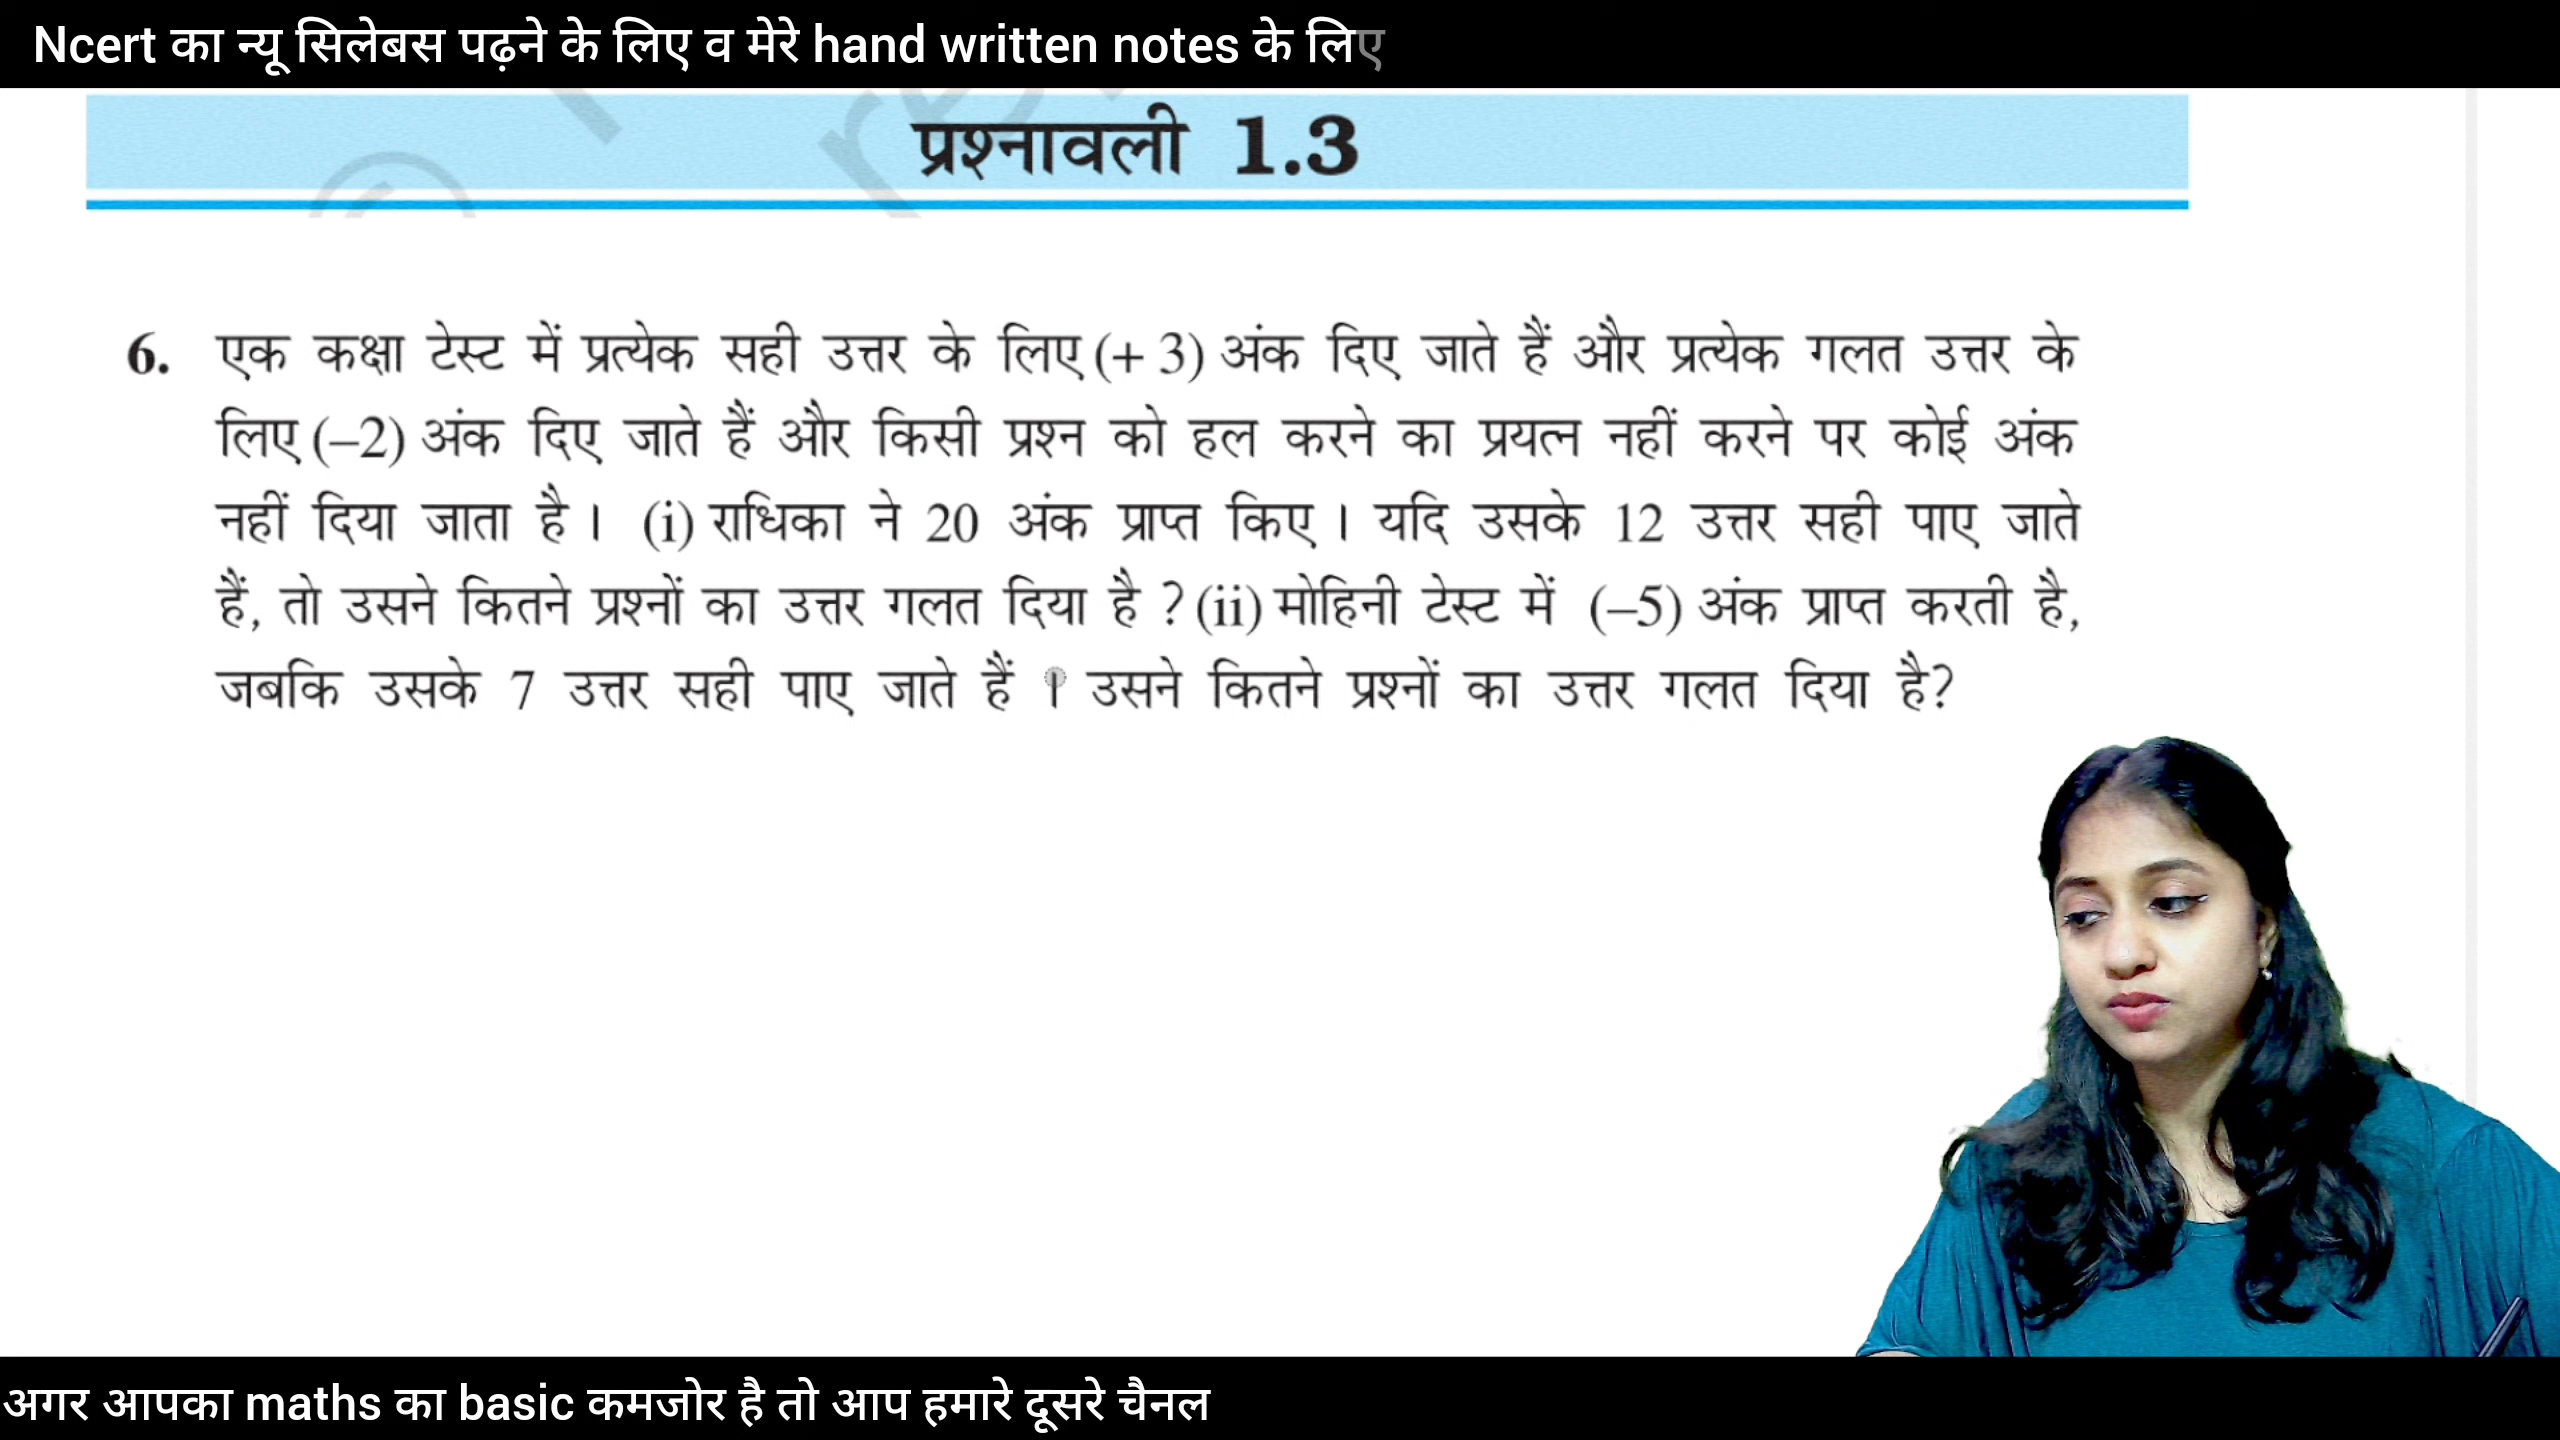 Ncert का न्यू सिलेबस पढ़ने के लिए व मेरे hand written notes के लिए
प्रश्नावली 1.3
6. एक कक्षा टेस्ट में प्रत्येक सही उत्तर के लिए (+ 3) अंक दिए जाते हैं और प्रत्येक गलत उत्तर के
लिए (–2) अंक दिए जाते हैं और किसी प्रश्न को हल करने का प्रयत्न नहीं करने पर कोई अंक
नहीं दिया जाता है। (i) राधिका ने 20 अंक प्राप्त किए। यदि उसके 12 उत्तर सही पाए जाते
हैं, तो उसने कितने प्रश्नों का उत्तर गलत दिया है ? (ii) मोहिनी टेस्ट में (–5) अंक प्राप्त करती है,
जबकि उसके 7 उत्तर सही पाए जाते हैं । उसने कितने प्रश्नों का उत्तर गलत दिया है?
अगर आपका maths का basic कमजोर है तो आप हमारे दूसरे चैनल